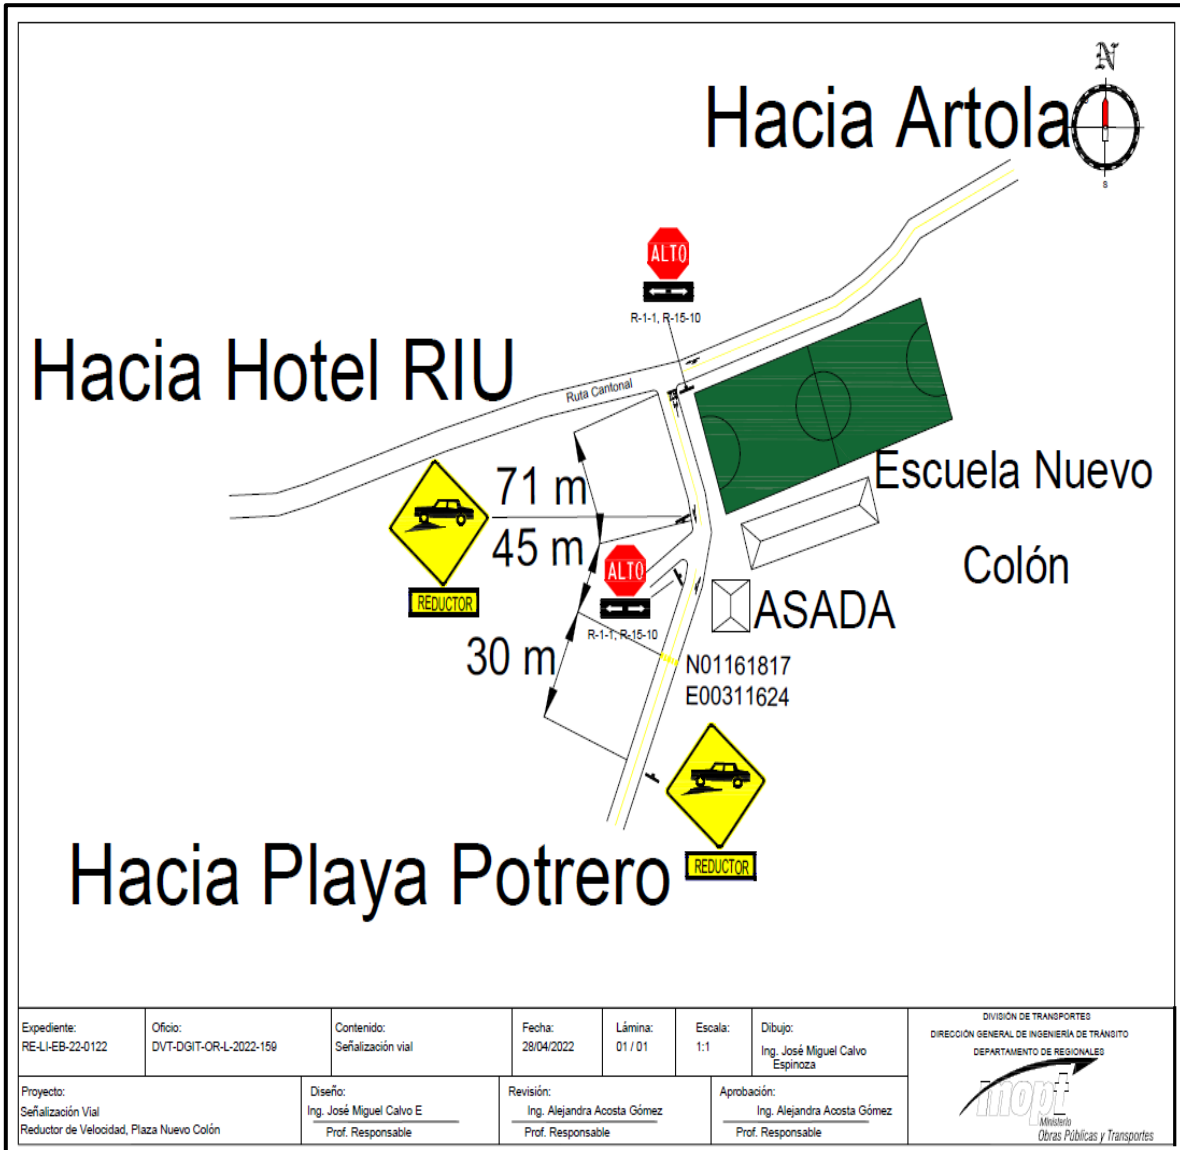 N
Hacia Artola
S
ALTO
R-1-1, R-15-10
Hacia Hotel RIU
Ruta Cantonal
71 m
Escuela Nuevo
Colón
45 m
ALTO
REDUCTOR
R-1-1, R-15-10
ASADA
30 m
N01161817
E00311624
REDUCTOR
Hacia Playa Potrero
Expediente:
RE-LI-EB-22-0122
Oficio:
DVT-DGIT-OR-L-2022-159
Contenido:
Señalización vial
Fecha:
28/04/2022
Lámina:
01 / 01
Escala:
1:1
Dibujo:
Ing. José Miguel Calvo
Espinoza
DIVISIÓN DE TRANSPORTES
DIRECCIÓN GENERAL DE INGENIERÍA DE TRÁNSITO
DEPARTAMENTO DE REGIONALES
Proyecto:
Señalización Vial
Reductor de Velocidad, Plaza Nuevo Colón
Diseño:
Ing. José Miguel Calvo E
Prof. Responsable
Revisión:
Ing. Alejandra Acosta Gómez
Prof. Responsable
Aprobación:
Ing. Alejandra Acosta Gómez
Prof. Responsable
mopt
Ministerio
Obras Públicas y Transportes